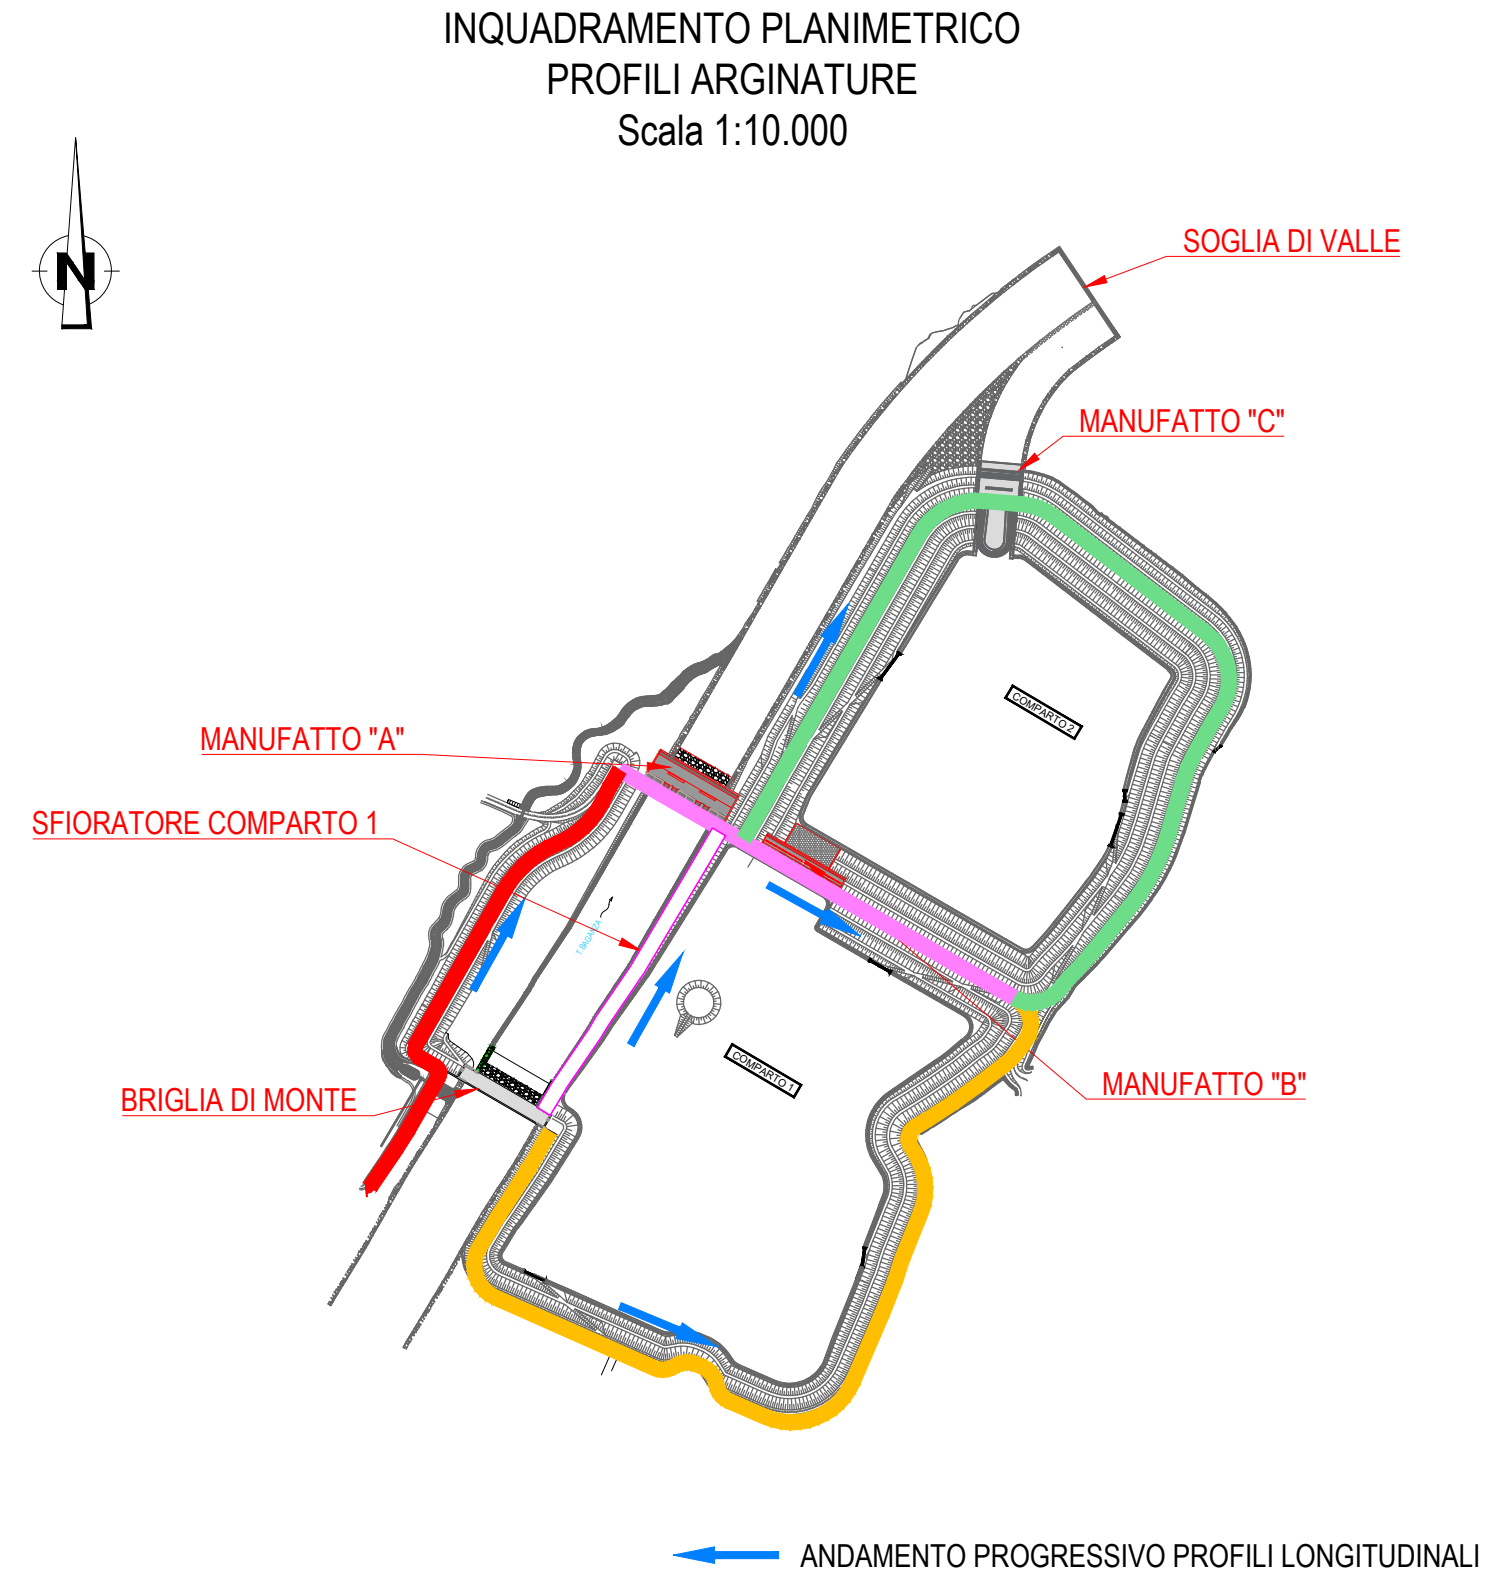 INQUADRAMENTO PLANIMETRICO
PROFILI ARGINATURE
Scala 1:10.000
N
SOGLIA DI VALLE
MANUFATTO "C"
COMPARTO 2
MANUFATTO "A"
SFIORATORE COMPARTO 1
T. BAGANZA
COMPARTO 1
MANUFATTO "B"
BRIGLIA DI MONTE
ANDAMENTO PROGRESSIVO PROFILI LONGITUDINALI